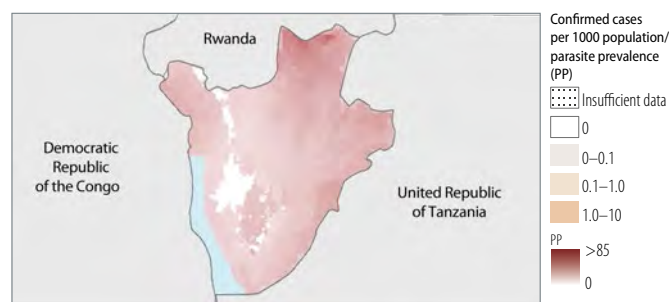 Rwanda
Democratic
Republic
of the Congo
United Republic
of Tanzania
Confirmed cases
per 1000 population/
parasite prevalence
(PP)
Insufficient data
0
0–0.1
0.1–1.0
1.0–10
PP
>85
0